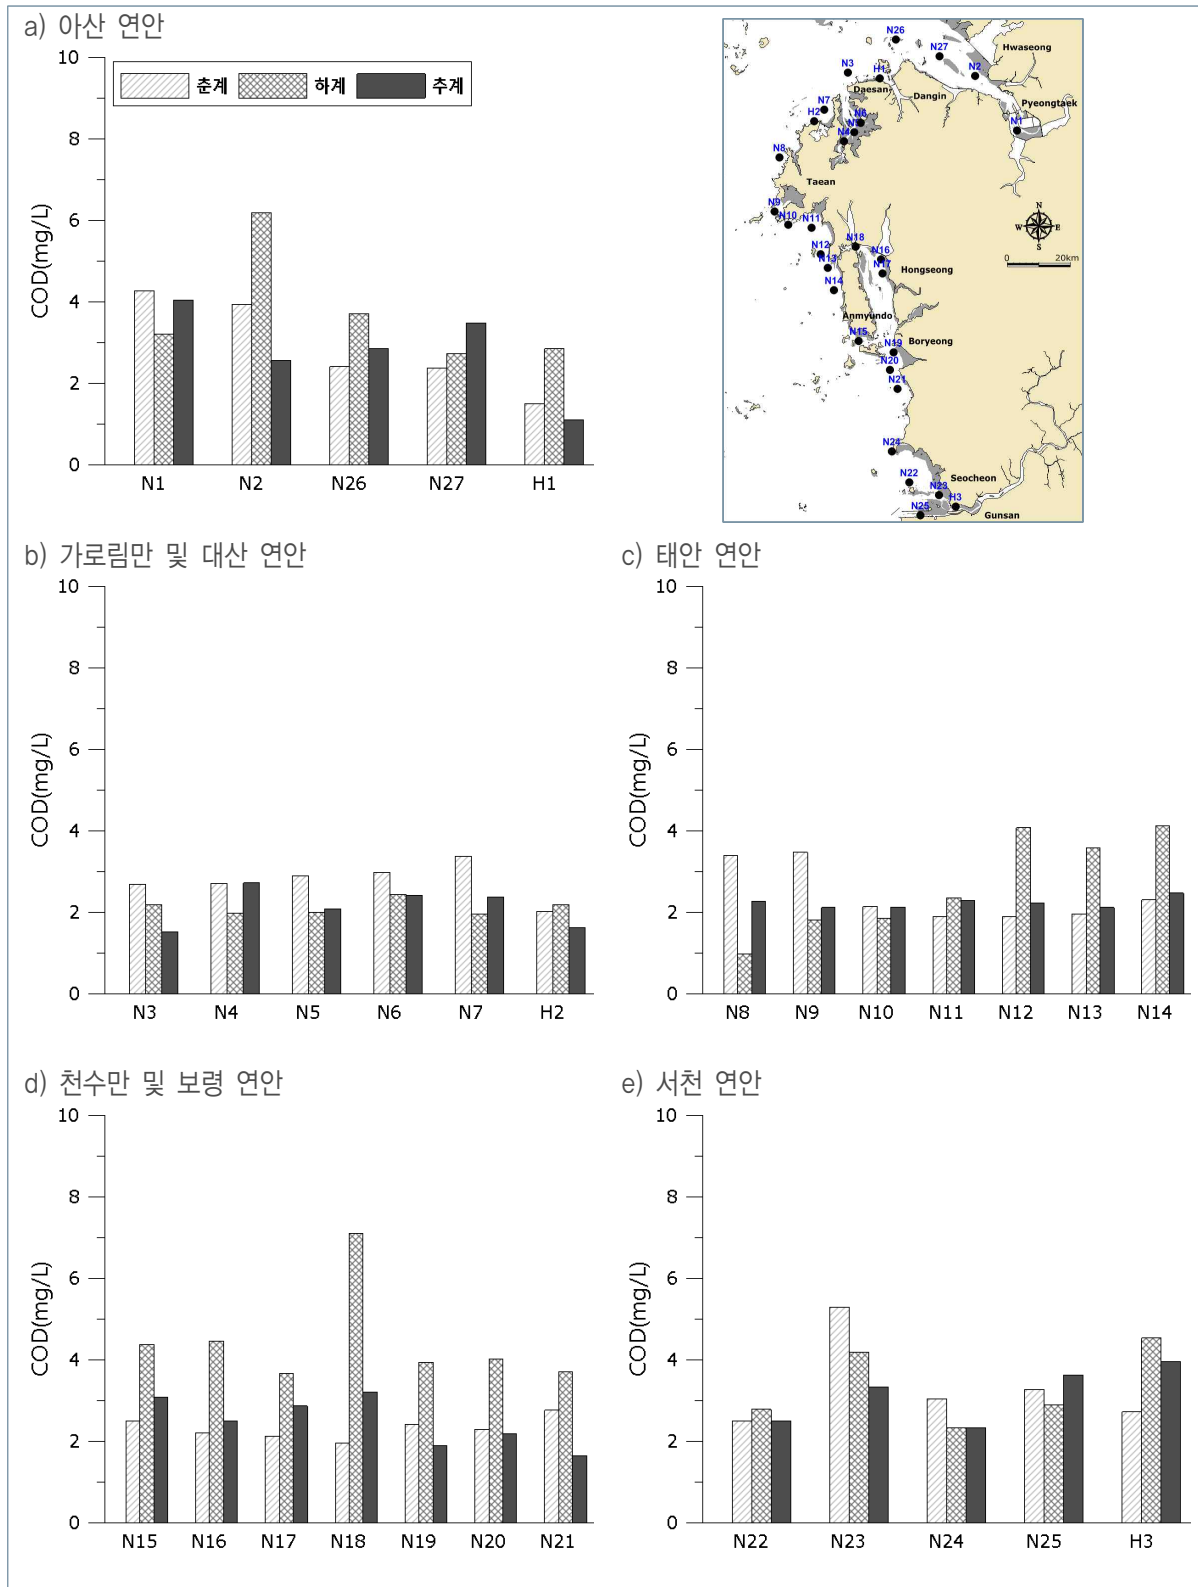 a) 아산 연안
10
8
6
4
2
0
COD(mg/L)
춘계 하계 추계
N1 N2 N26 N27 H1
N26
N27
Hwaseong
N3
H1
N2
Daesan
Dangin
Pyeongtaek
N1
N7
H2
N6
N5
N4
N8
Taean
N9
N10
N11
N
W E
S
0 20km
N12
N13
N14
N18
N16
N17
Hongseong
Anmyundo
N15
N19
Boryeong
N20
N21
N24
N22
Seocheon
N23
H3
N25
Gunsan
b) 가로림만 및 대산 연안
10
8
6
4
2
0
COD(mg/L)
N3 N4 N5 N6 N7 H2
c) 태안 연안
10
8
6
4
2
0
COD(mg/L)
N8 N9 N10 N11 N12 N13 N14
d) 천수만 및 보령 연안
10
8
6
4
2
0
COD(mg/L)
N15 N16 N17 N18 N19 N20 N21
e) 서천 연안
10
8
6
4
2
0
COD(mg/L)
N22 N23 N24 N25 H3